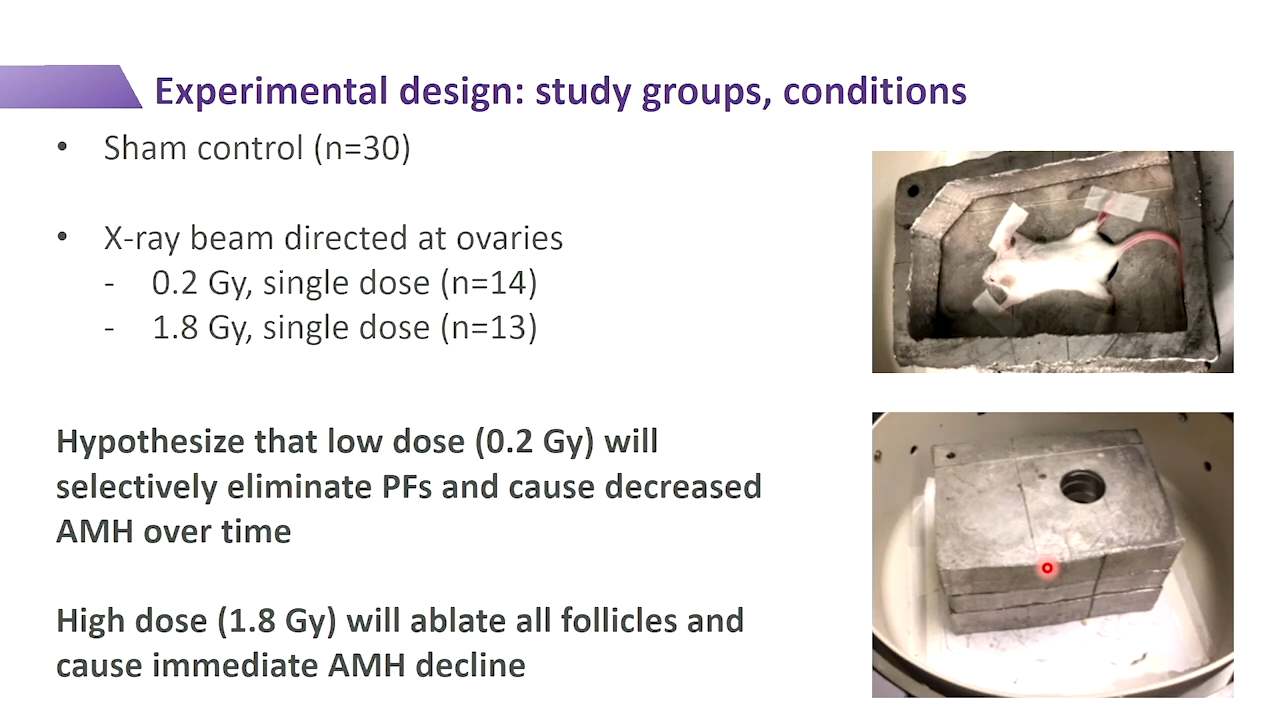 Experimental design: study groups, conditions
• Sham control (n=30)
• X-ray beam directed at ovaries
- 0.2 Gy, single dose (n=14)
- 1.8 Gy, single dose (n=13)
Hypothesize that low dose (0.2 Gy) will
selectively eliminate PFs and cause decreased
AMH over time
High dose (1.8 Gy) will ablate all follicles and
cause immediate AMH decline